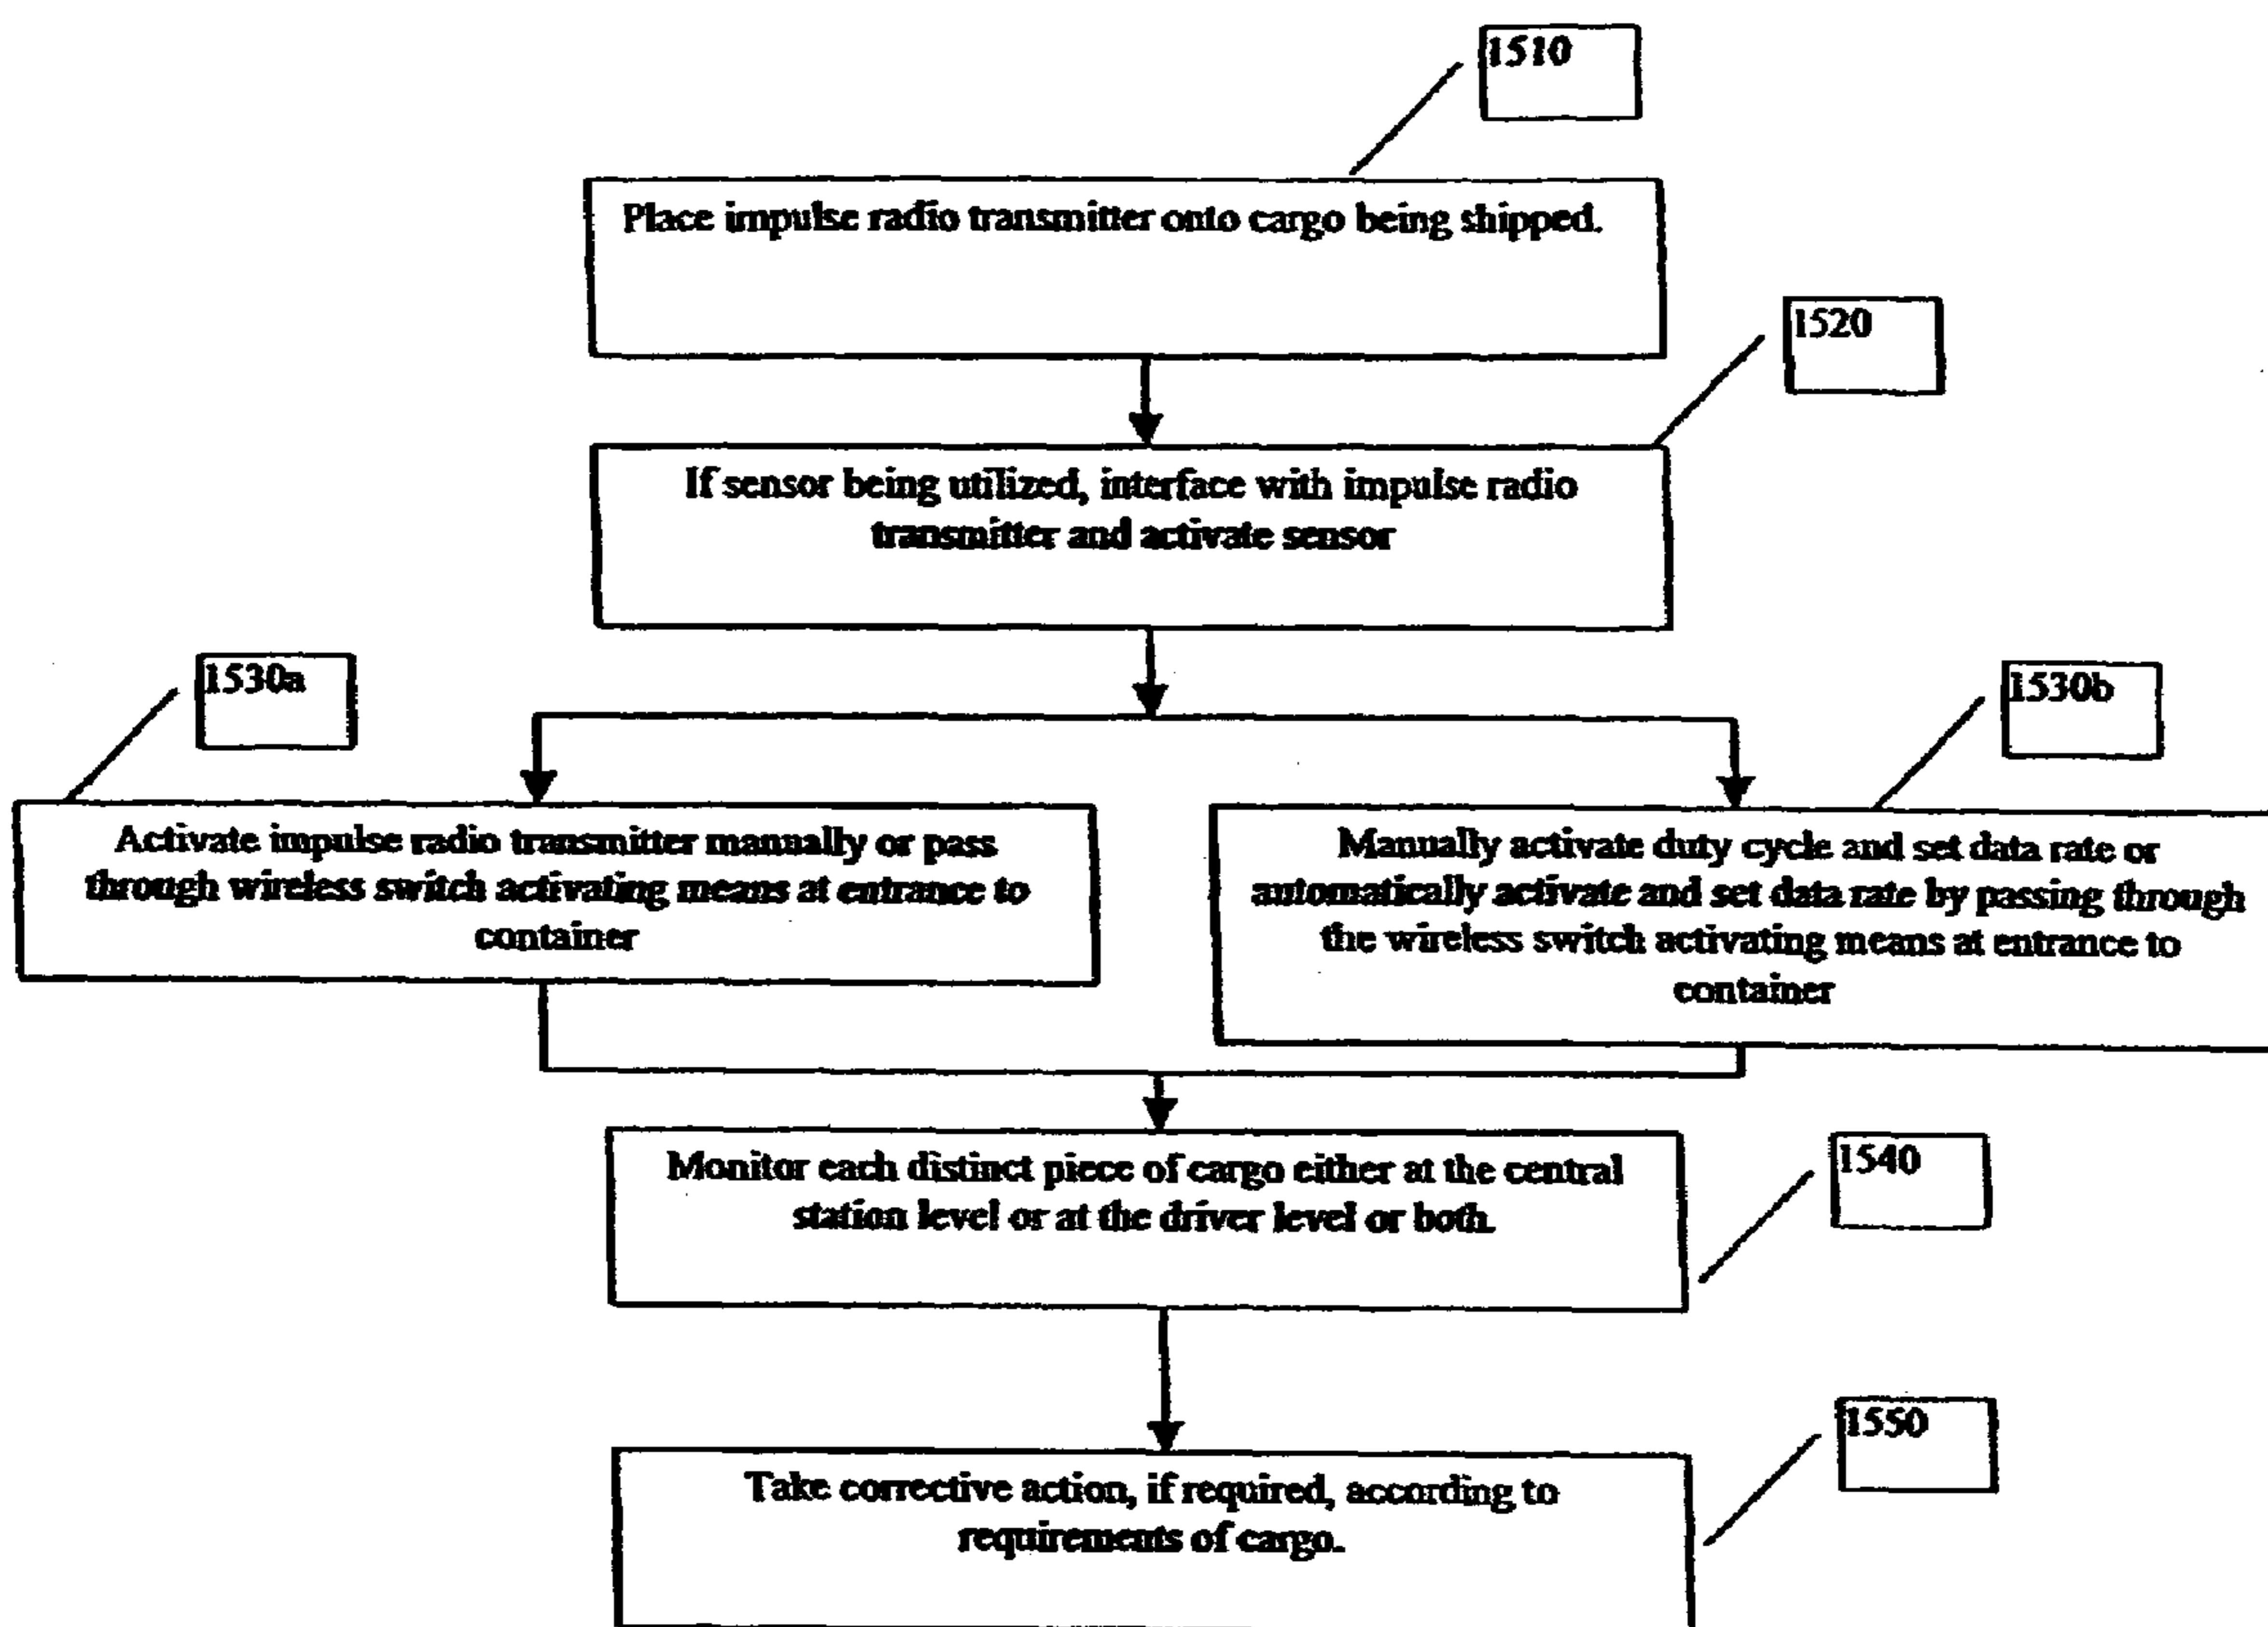 1510
Place impulse radio transmitter onto cargo being shipped.
1520
If sensor being utilized, interface with impulse radio
transmitter and activate sensor
1530a
1530b
Activate impulse radio transmitter manually or pass
through wireless switch activating means at entrance to
container
Manually activate duty cycle and set data rate or
automatically activate and set data rate by passing through
the wireless switch activating means at entrance to
container
Monitor each distinct piece of cargo either at the central
station level or at the driver level or both.
1540
1550
Take corrective action, if required, according to
requirements of cargo.